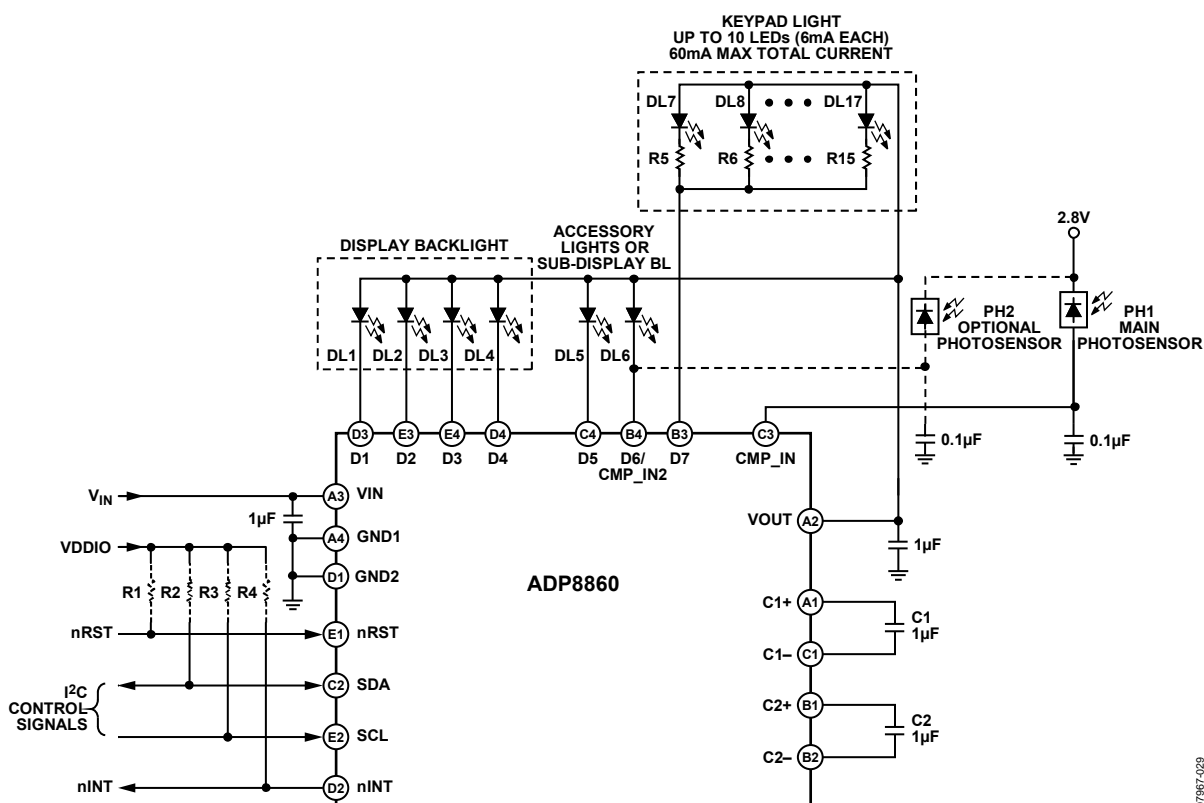 KEYPAD LIGHT
UP TO 10 LEDs (6mA EACH)
60mA MAX TOTAL CURRENT
DL7
DL8
DL17
R5
R6
R15
2.8V
DISPLAY BACKLIGHT
ACCESSORY
LIGHTS OR
SUB-DISPLAY BL
PH2
OPTIONAL
PHOTOSENSOR
PH1
MAIN
PHOTOSENSOR
DL1
DL2
DL3
DL4
DL5
DL6
0.1µF
0.1µF
D3
E3
E4
D4
C4
B4
B3
C3
D1
D2
D3
D4
D5
D6/
CMP_IN2
D7
CMP_IN
VIN
A3
VIN
1µF
A4
GND1
VDDIO
D1
GND2
R1
R2
R3
R4
nRST
E1
nRST
I2C
CONTROL
SIGNALS
C2
SDA
E2
SCL
nINT
D2
nINT
ADP8860
VOUT
A2
1µF
C1+
A1
C1
1µF
C1–
C1
C2+
B1
C2
1µF
C2–
B2
7967-029